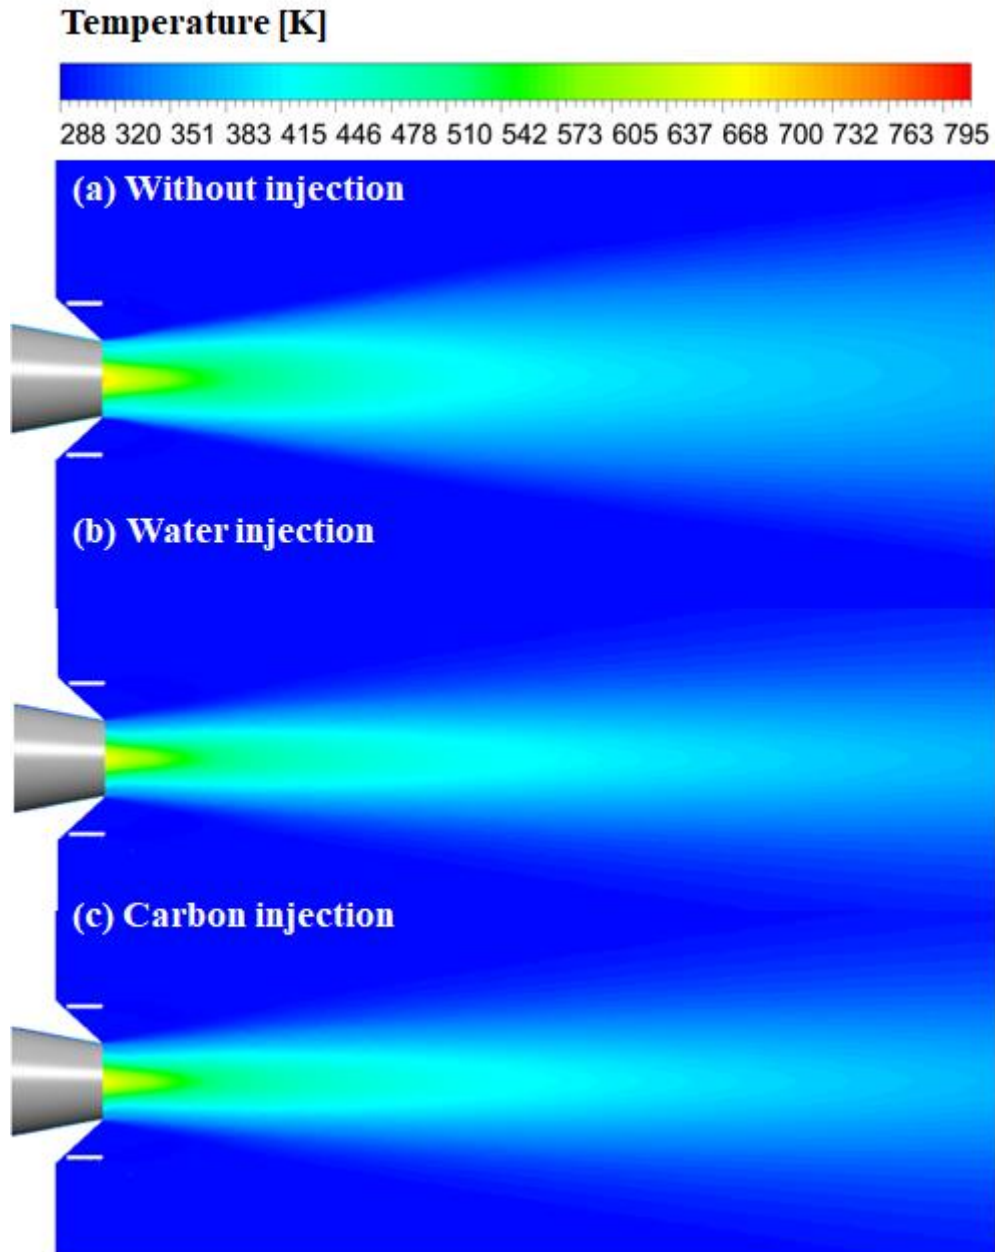 Temperature [K]
288 320 351 383 415 446 478 510 542 573 605 637 668 700 732 763 795
(a) Without injection
(b) Water injection
(c) Carbon injection